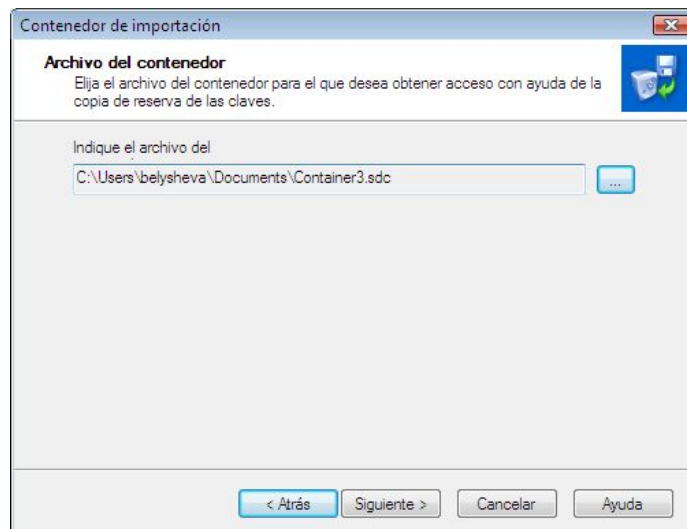 Contenedor de importación
Archivo del contenedor
Elija el archivo del contenedor para el que desea obtener acceso con ayuda de la
copia de reserva de las claves.
Indique el archivo del
C:\Users\belysheva\Documents\Container3.sdc
...
< Atrás
Siguiente >
Cancelar
Ayuda